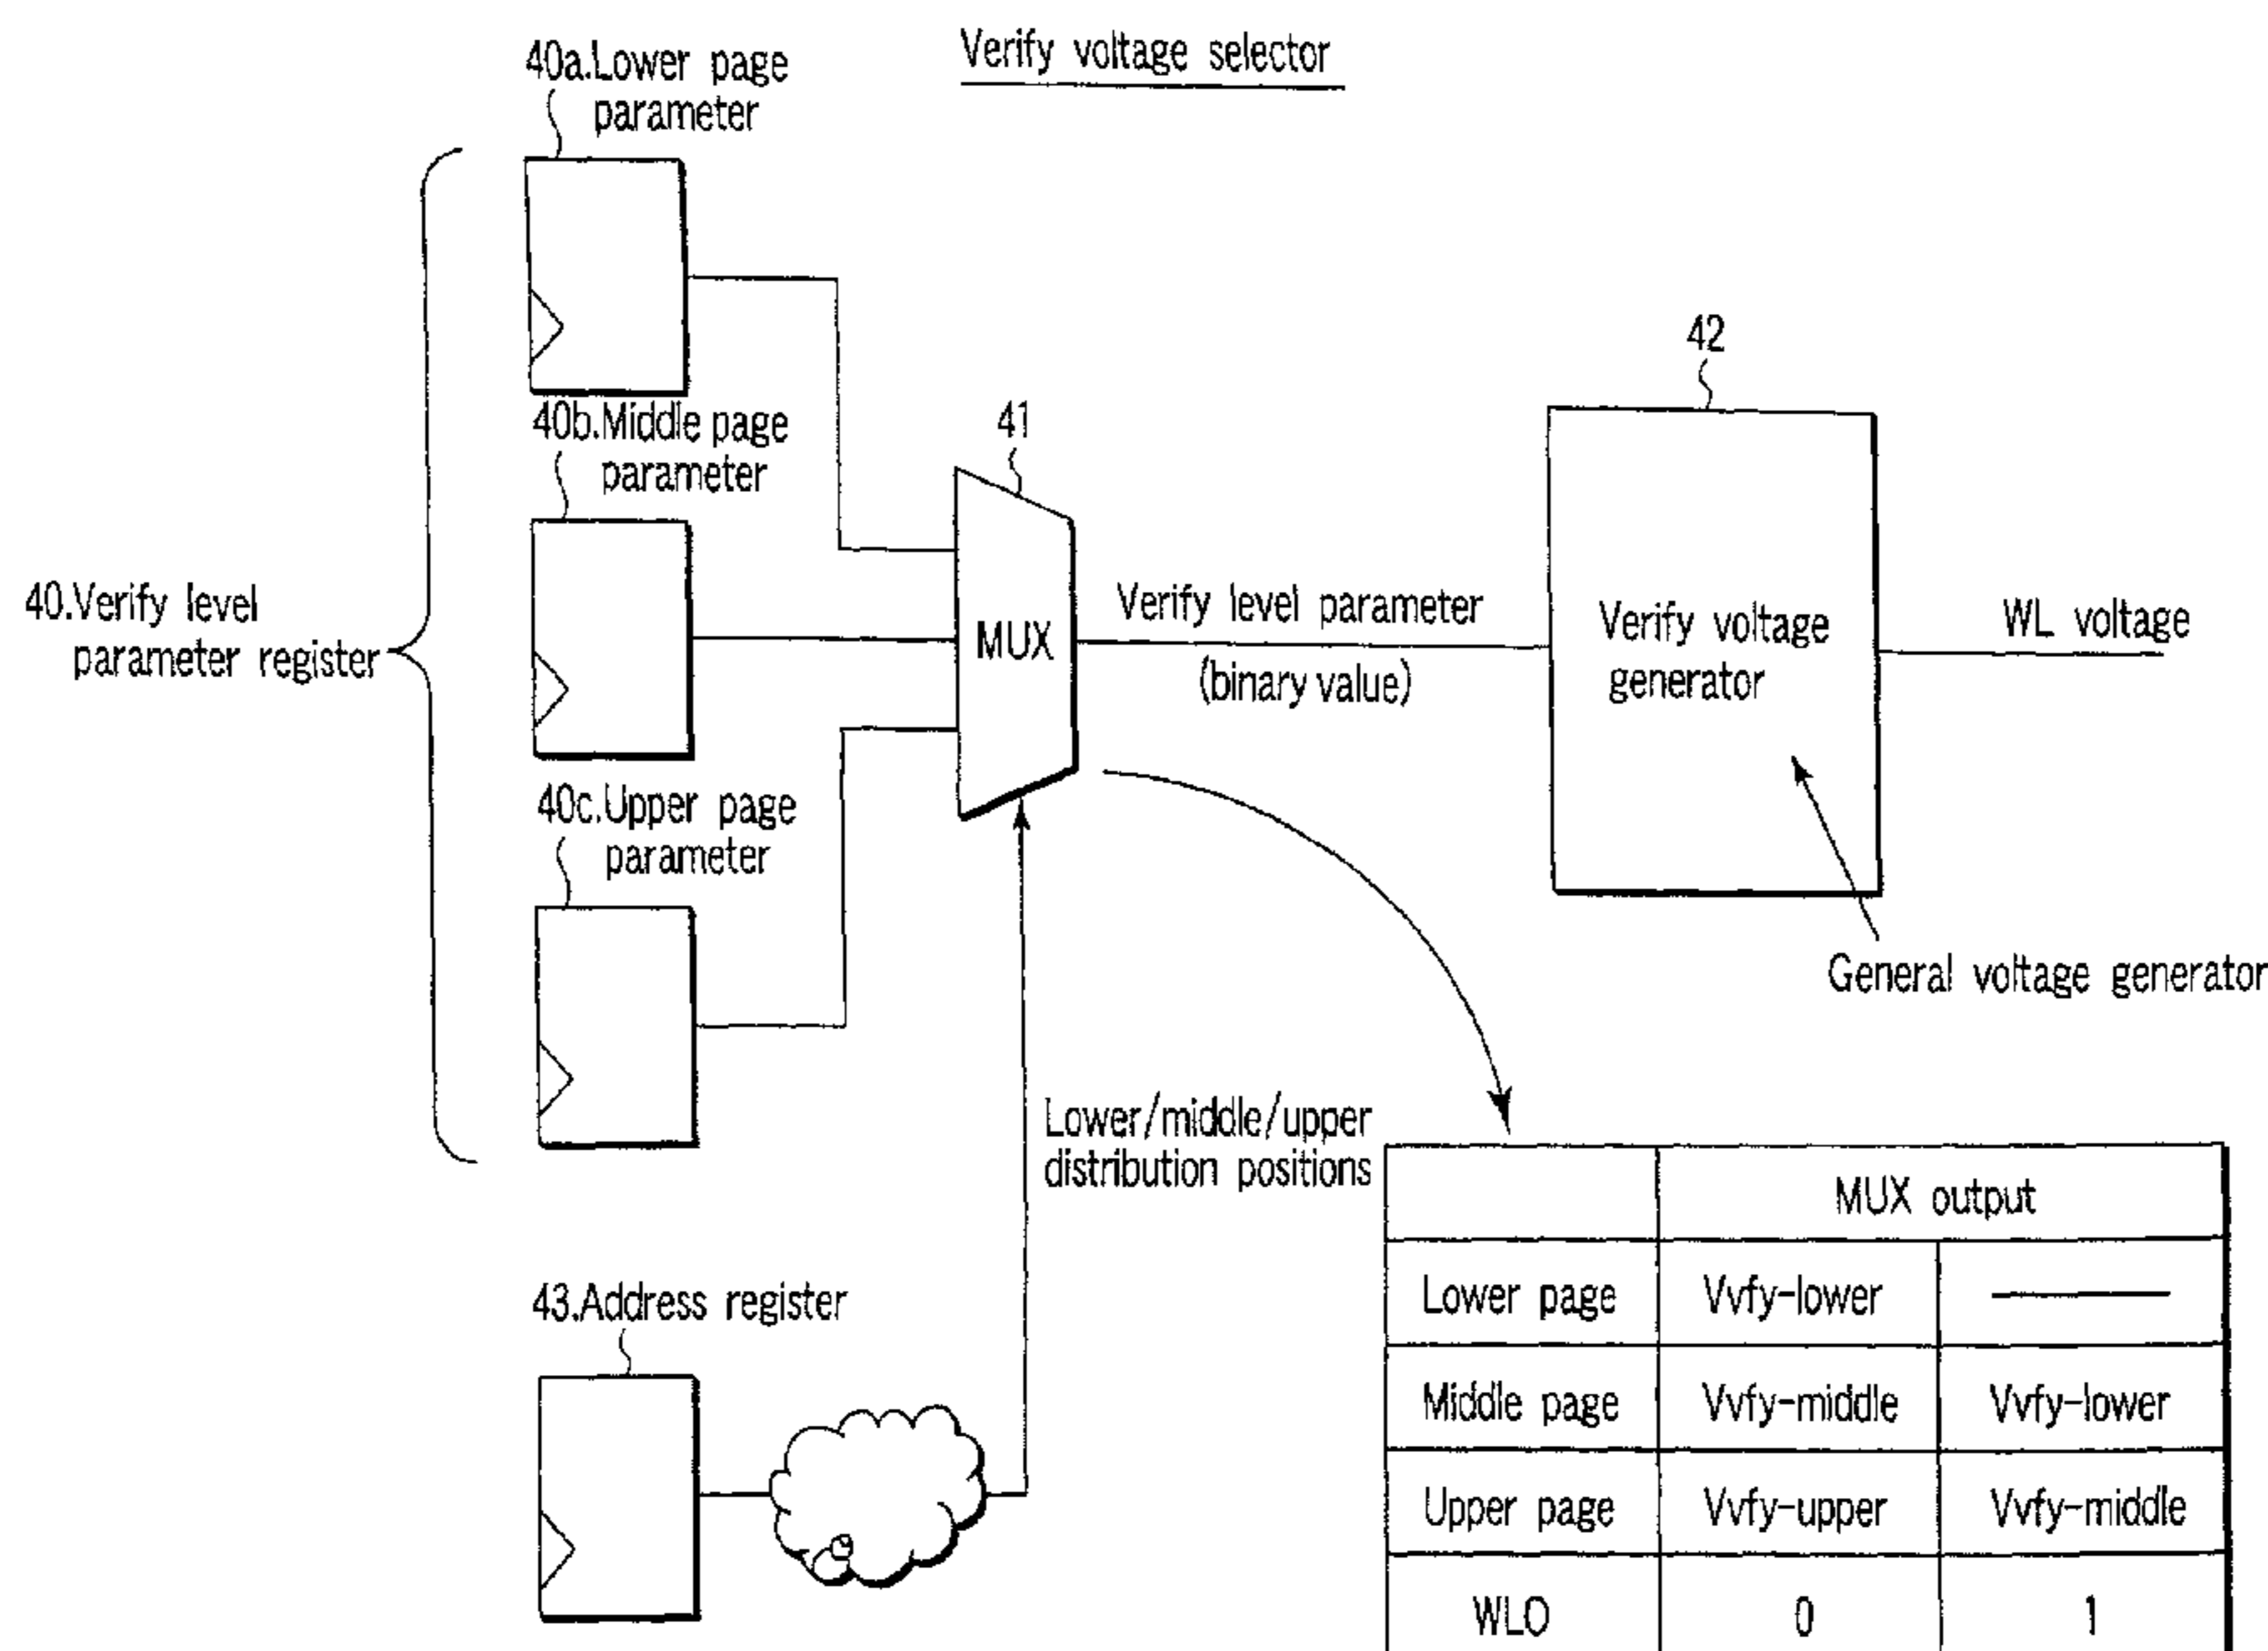 Verify voltage selector
40a.Lower page
parameter
40b.Middle page
parameter
40.Verify level
parameter register
40c.Upper page
parameter
41
MUX
Verify level parameter
(binary value)
42
Verify voltage
generator
WL voltage
General voltage generator
Lower/middle/upper
distribution positions
43.Address register
MUX output
Lower page Vvfy-lower ———
Middle page Vvfy-middle Vvfy-lower
Upper page Vvfy-upper Vvfy-middle
WLO 0 1